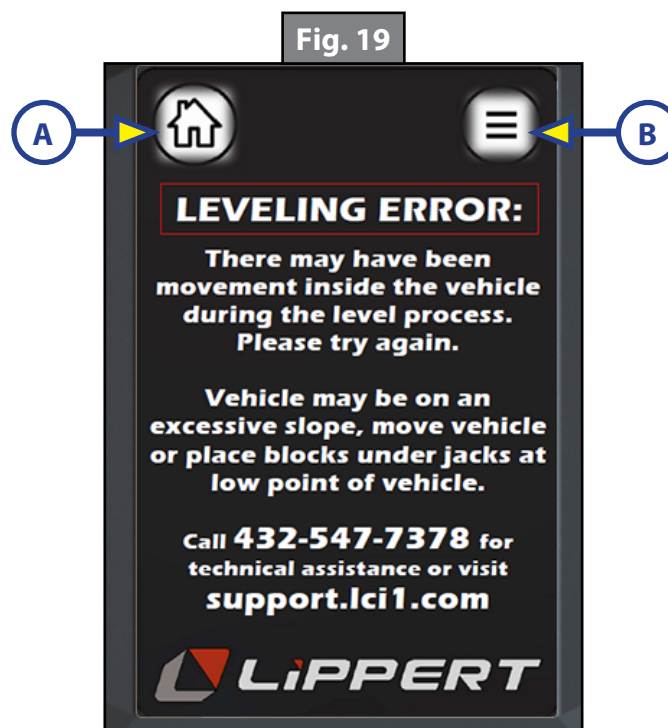 Fig. 19
A
B
LEVELING ERROR:
There may have been
movement inside the vehicle
during the level process.
Please try again.
Vehicle may be on an
excessive slope, move vehicle
or place blocks under jacks at
low point of vehicle.
Call 432-547-7378 for
technical assistance or visit
support.lci1.com
LiPPERT